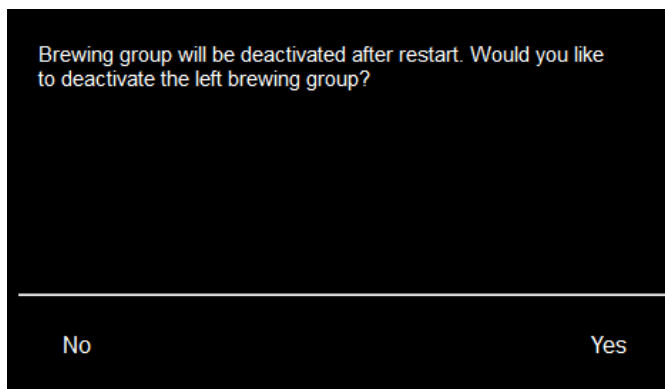 Brewing group will be deactivated after restart. Would you like
to deactivate the left brewing group?
No
Yes